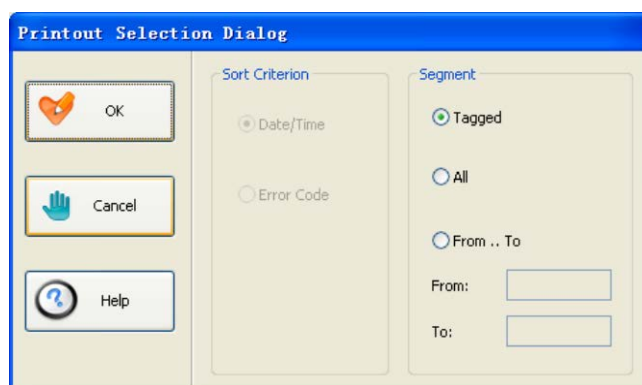 Printout Selection Dialog
OK
Cancel
Help
Sort Criterion
Date/Time
Error Code
Segment
Tagged
All
From .. To
From:
To: